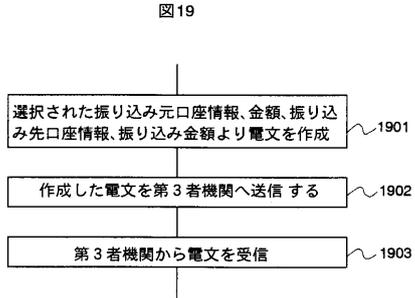 図19
選択された振り込み元口座情報、金額、振り込
み先口座情報、振り込み金額より電文を作成
1901
作成した電文を第3者機関へ送信する
1902
第3者機関から電文を受信
1903